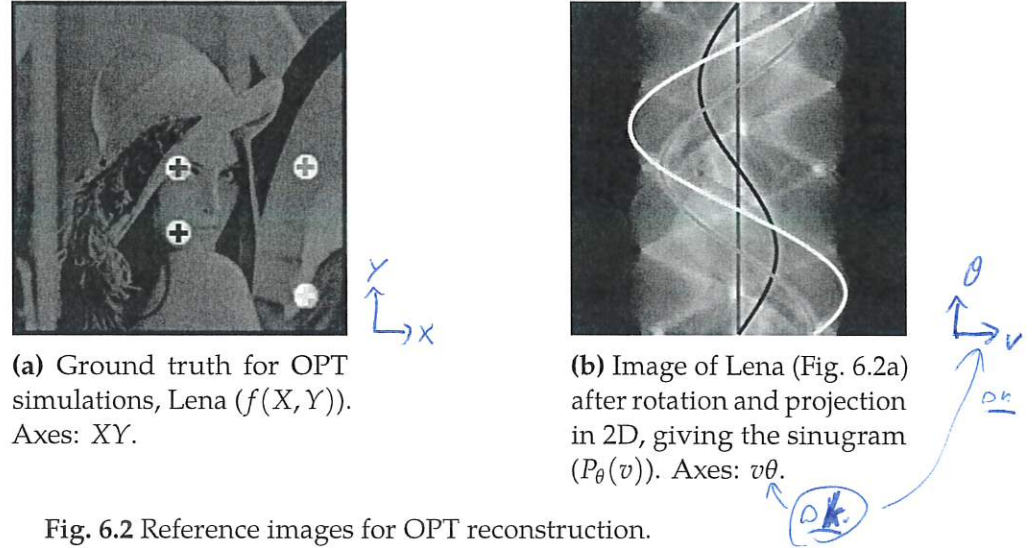 Y
X
θ
v
ok
(a) Ground truth for OPT
simulations, Lena (f(X, Y)).
Axes: XY.
(b) Image of Lena (Fig. 6.2a)
after rotation and projection
in 2D, giving the sinugram
(Pθ(v)). Axes: vθ.
ok.
Fig. 6.2 Reference images for OPT reconstruction.